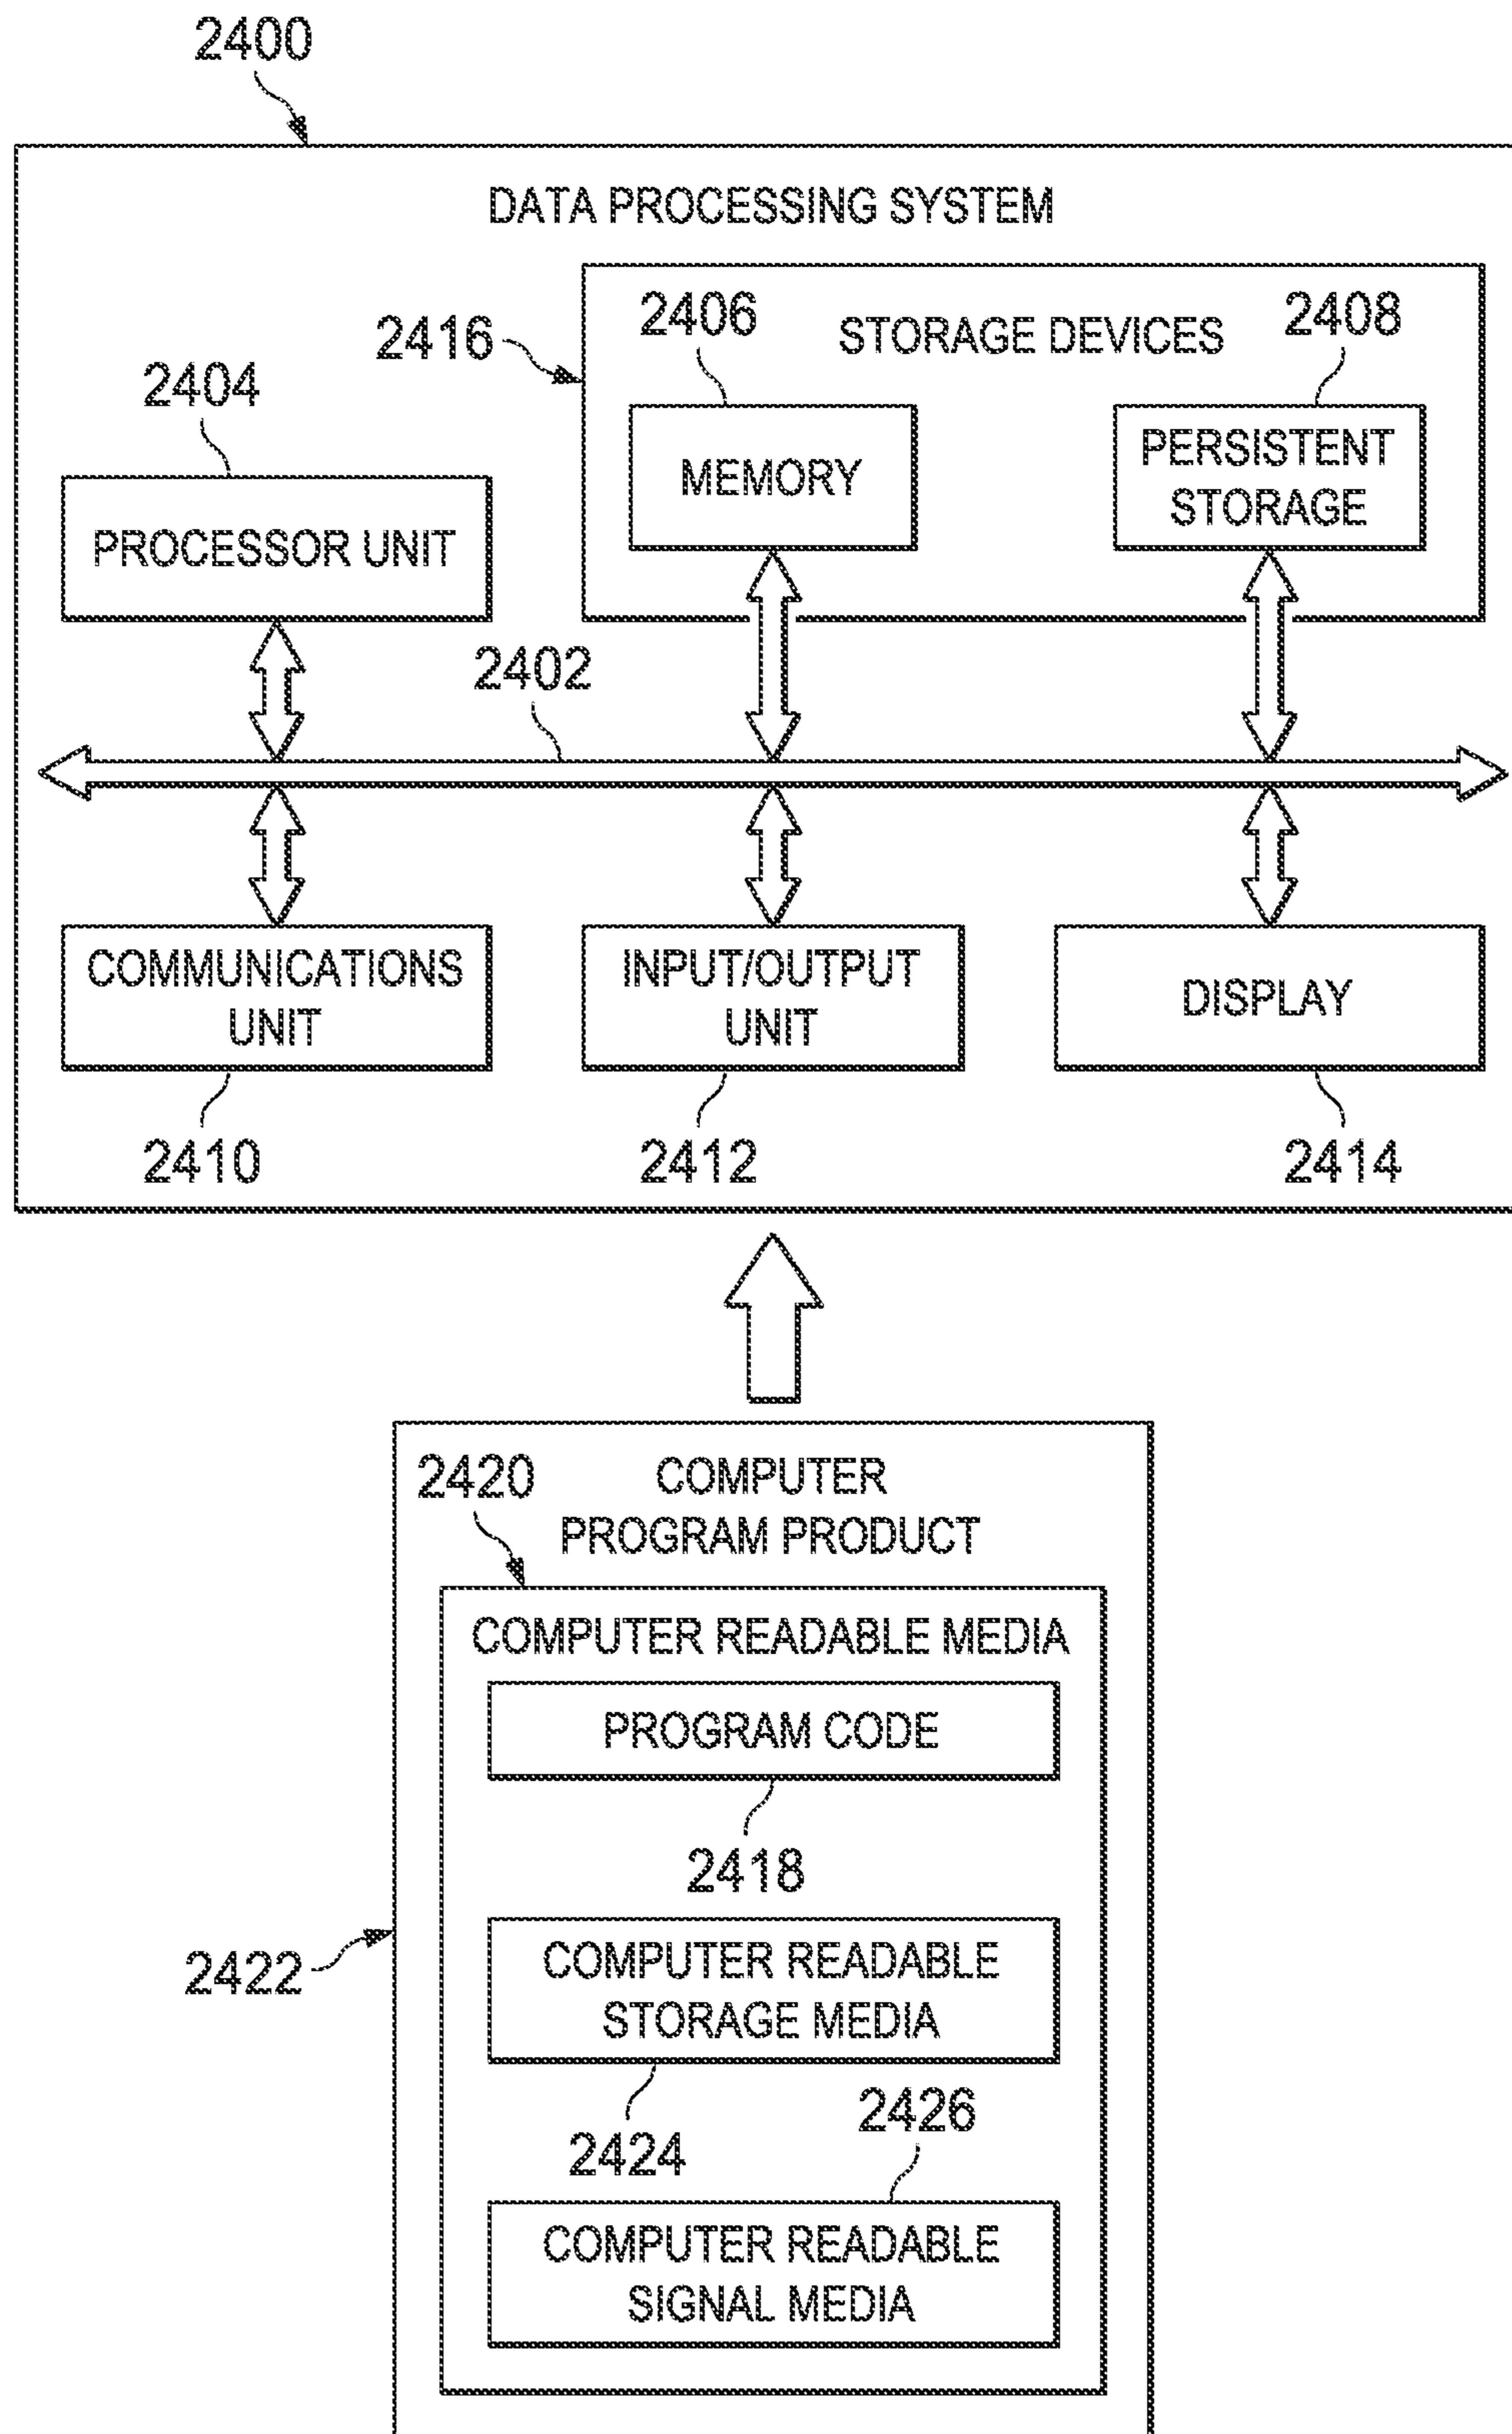 2400
DATA PROCESSING SYSTEM
2416
2406
STORAGE DEVICES
2408
2404
MEMORY
PERSISTENT
STORAGE
PROCESSOR UNIT
2402
COMMUNICATIONS
UNIT
INPUT/OUTPUT
UNIT
DISPLAY
2410
2412
2414
2420
COMPUTER
PROGRAM PRODUCT
COMPUTER READABLE MEDIA
PROGRAM CODE
2418
2422
COMPUTER READABLE
STORAGE MEDIA
2424
2426
COMPUTER READABLE
SIGNAL MEDIA